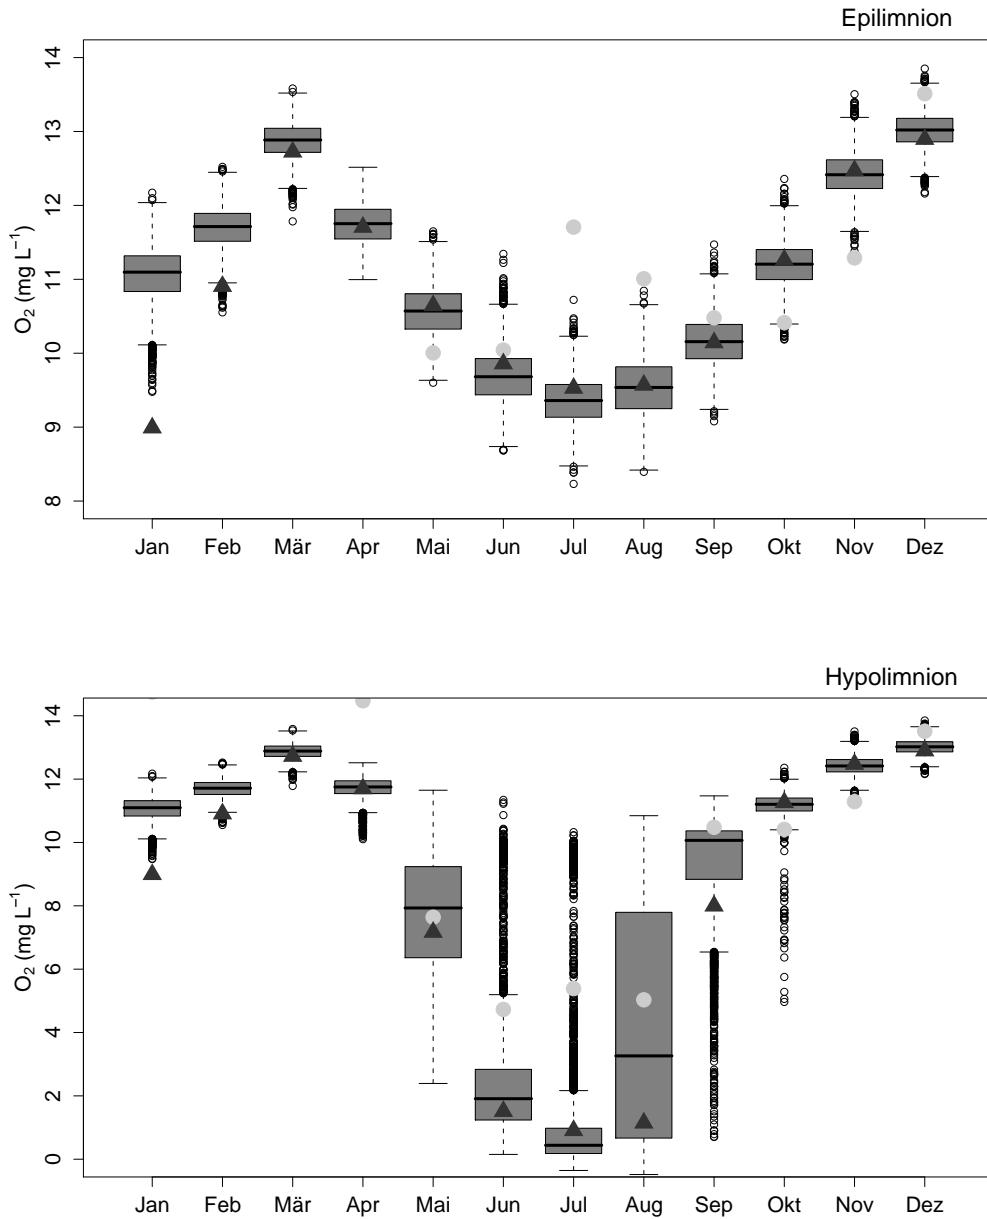 Epilimnion
14
13
12
11
10
9
8
O₂ (mg L⁻¹)
Jan Feb Mär Apr Mai Jun Jul Aug Sep Okt Nov Dez
Hypolimnion
14
12
10
8
6
4
2
0
O₂ (mg L⁻¹)
Jan Feb Mär Apr Mai Jun Jul Aug Sep Okt Nov Dez